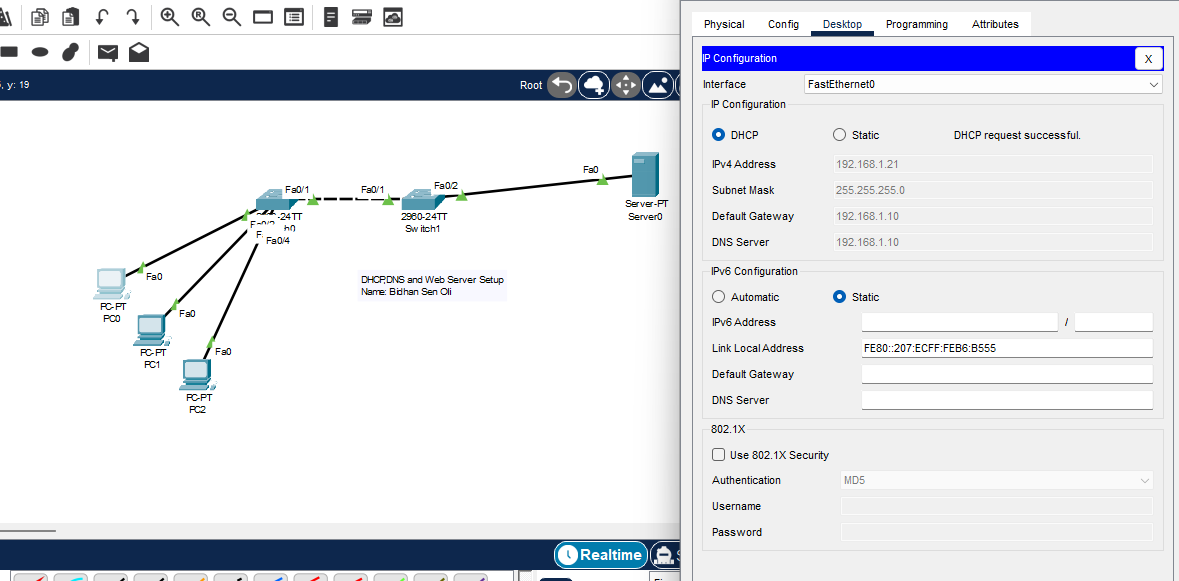 , y: 19
Root
Fa0/1
Fa0/1
Fa0/2
Fa0
-24TT
2960-24TT
Switch1
Server-PT
Server0
Fa0/4
Fa0
PC-PT
PC0
Fa0
PC-PT
PC1
Fa0
PC-PT
PC2
DHCP,DNS and Web Server Setup
Name: Bidhan Sen Oli
Realtime
Physical Config Desktop Programming Attributes
IP Configuration X
Interface FastEthernet0
IP Configuration
DHCP Static DHCP request successful.
IPv4 Address 192.168.1.21
Subnet Mask 255.255.255.0
Default Gateway 192.168.1.10
DNS Server 192.168.1.10
IPv6 Configuration
Automatic Static
IPv6 Address /
Link Local Address FE80::207:ECFF:FEB6:B555
Default Gateway
DNS Server
802.1X
Use 802.1X Security
Authentication MD5
Username
Password